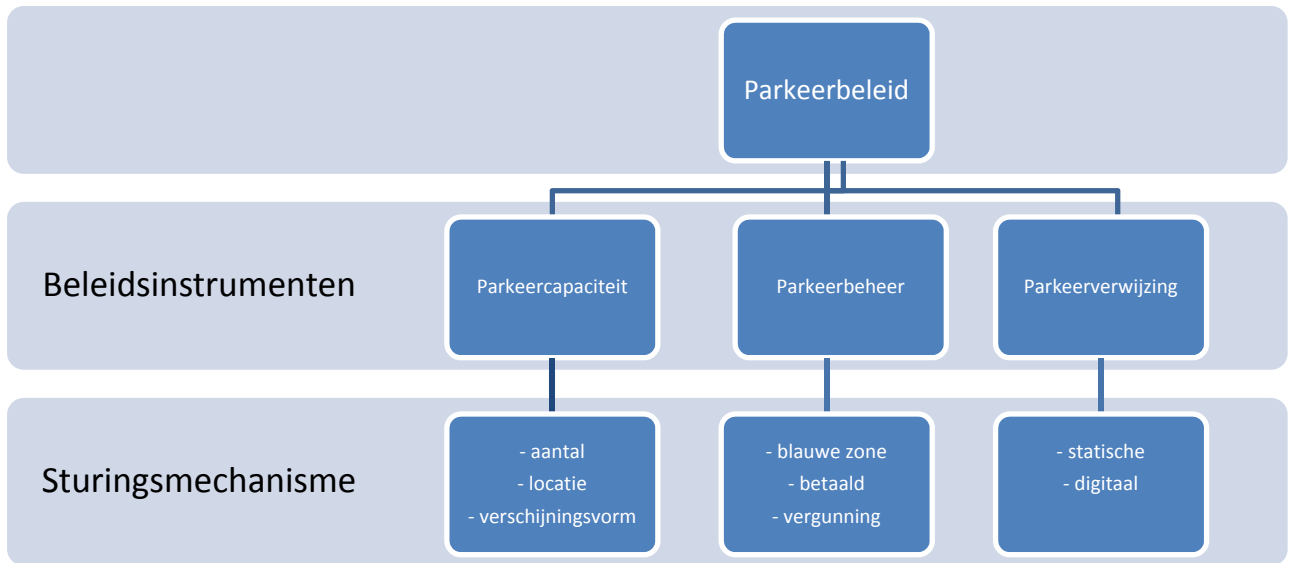 Parkeerbeleid
Beleidsinstrumenten
Parkeercapaciteit
Parkeerbeheer
Parkeerverwijzing
Sturingsmechanisme
- aantal
- locatie
- verschijningsvorm
- blauwe zone
- betaald
- vergunning
- statische
- digitaal